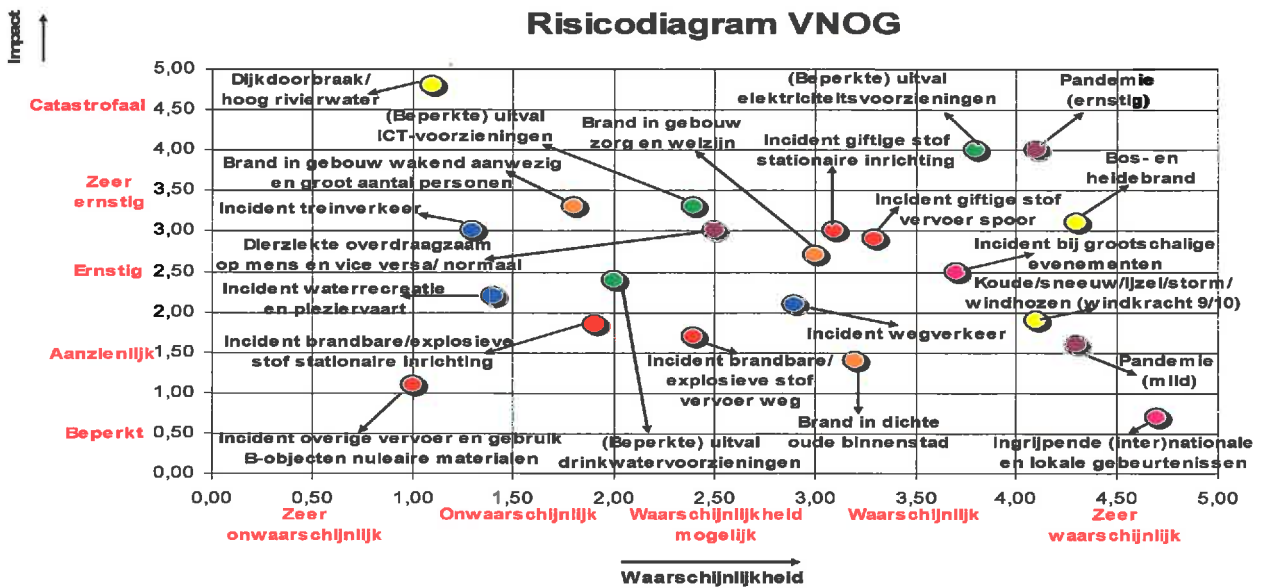 Risicodiagram VNOG
Impact
5,00
4,50
4,00
3,50
3,00
2,50
2,00
1,50
1,00
0,50
0,00
Catastrofaal
Zeer
ernstig
Ernstig
Aanzienlijk
Beperkt
Dijkdoorbraak/
hoog rivierwater
(Beperkte) uitval
ICT-voorzieningen
Brand in gebouw wakend aanwezig
en groot aantal personen
Incident treinverkeer
Dierziekte overdraagzaam
op mens en vice versa/ normaal
Incident waterrecreatie
en pleziervaart
Incident brandbare/explosieve
stof stationaire inrichting
Incident overige vervoer en gebruik
B-objecten nuleaire materialen
Brand in gebouw
zorg en welzijn
(Beperkte) uitval
elektriciteitsvoorzieningen
Incident giftige stof
stationaire inrichting
Pandemie
(ernstig)
Bos- en
heidebrand
Incident giftige stof
vervoer spoor
Incident bij grootschalige
evenementen
Koude/sneeuw/ijzel/storm/
windhozen (windkracht 9/10)
Incident wegverkeer
Incident brandbare/
explosieve stof
vervoer weg
Pandemie
(mild)
Brand in dichte
oude binnenstad
(Beperkte) uitval
drinkwatervoorzieningen
Ingrijpende (inter)nationale
en lokale gebeurtenissen
0,00 0,50 1,00 1,50 2,00 2,50 3,00 3,50 4,00 4,50 5,00
Zeer
onwaarschijnlijk
Onwaarschijnlijk
Waarschijnlijkheid
mogelijk
Waarschijnlijk
Zeer
waarschijnlijk
Waarschijnlijkheid